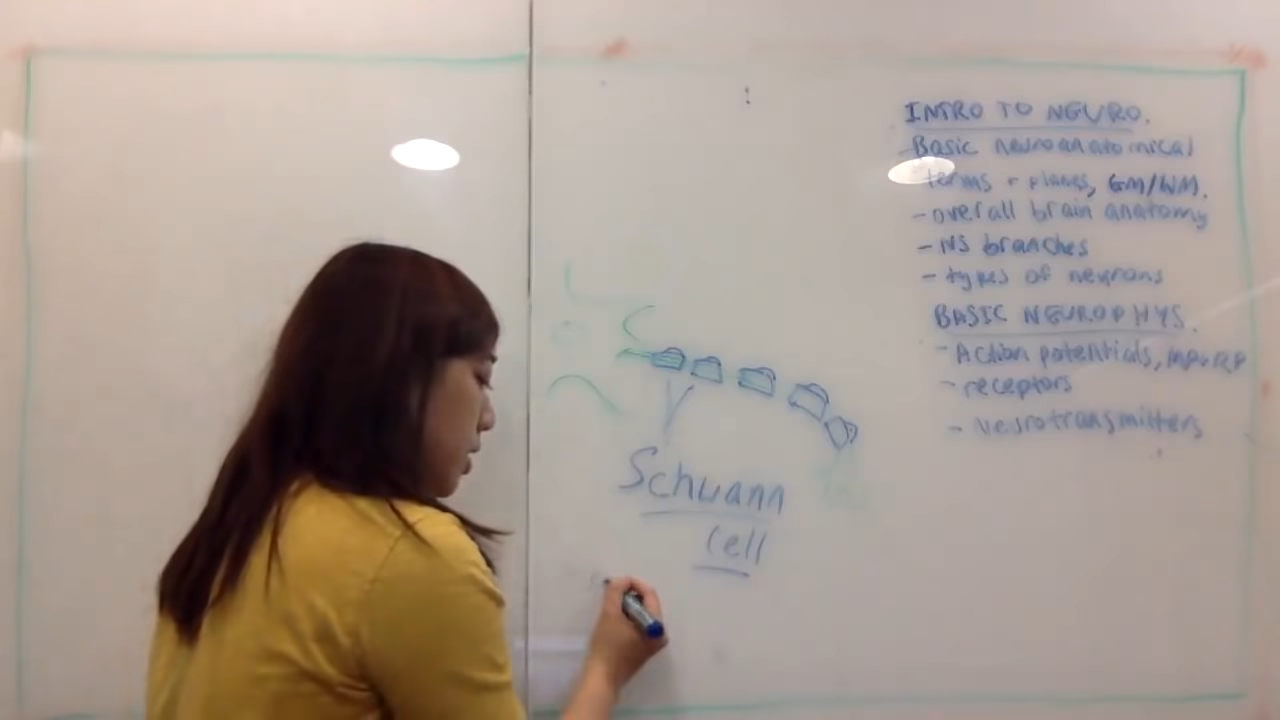 INTRO TO NEURO.
Basic neuroanatomical
terms + planes, GM/WM.
- overall brain anatomy
- NS branches
- types of neurons
BASIC NEUROPHYS.
- Action potentials,
- receptors
- neurotransmitters
Schwann
cell